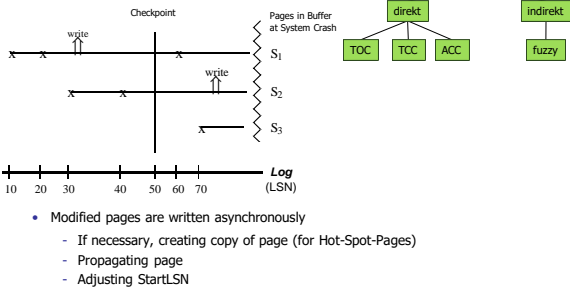 Checkpoint
Pages in Buffer
at System Crash
direkt
indirekt
TOC TCC ACC
fuzzy
write
x x x S1
write
x x S2
x S3
Log
(LSN)
10 20 30 40 50 60 70
• Modified pages are written asynchronously
- If necessary, creating copy of page (for Hot-Spot-Pages)
- Propagating page
- Adjusting StartLSN